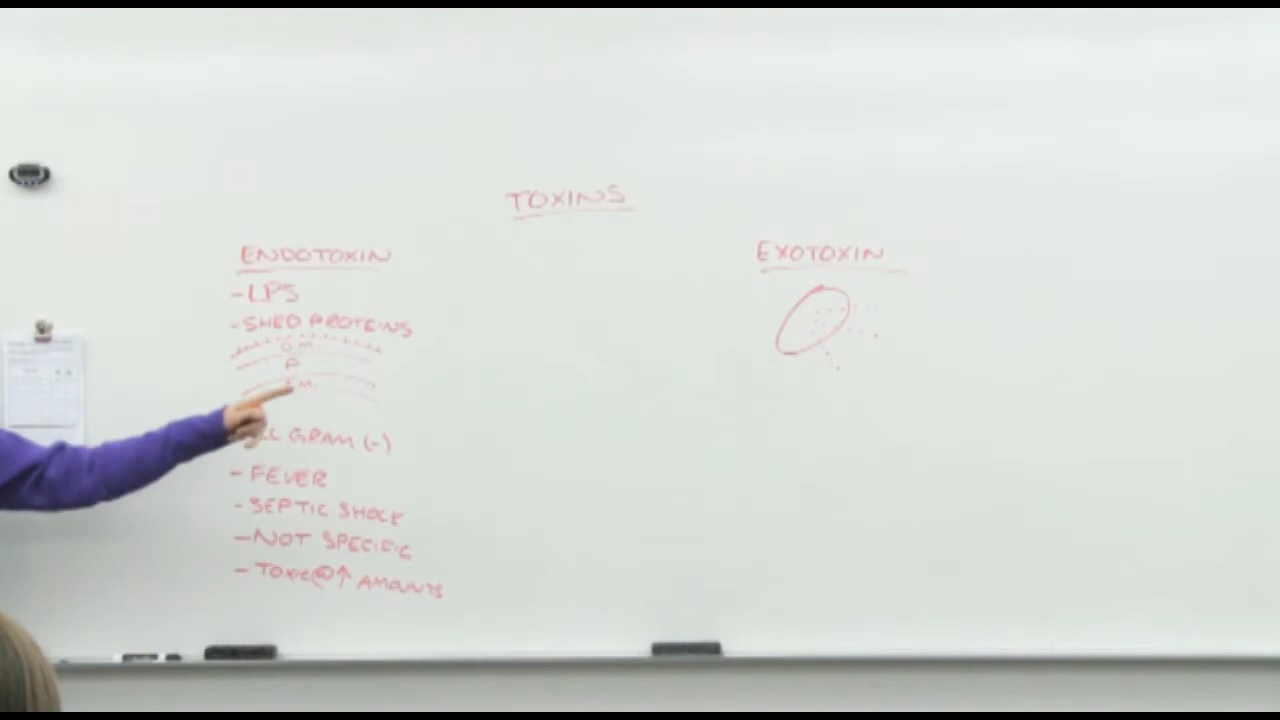 TOXINS
ENDOTOXIN
-LPS
-SHED PROTEINS
O M
P
GRAM (-)
- FEVER
- SEPTIC SHOCK
-NOT SPECIFIC
- TOXIC@↑ AMOUNTS
EXOTOXIN